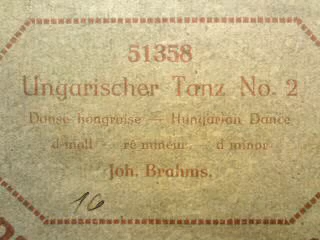 51358
Ungarischer Tanz No. 2
Danse hongroise — Hungarian Dance
d-moll - ré mineur - d minor
Joh. Brahms.
16